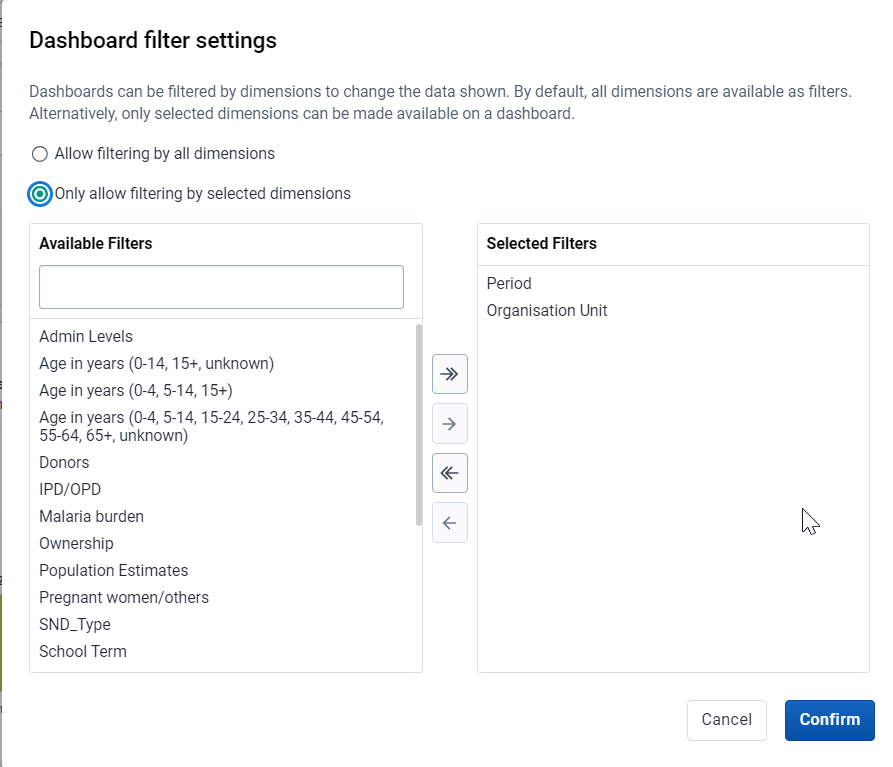 Dashboard filter settings
Dashboards can be filtered by dimensions to change the data shown. By default, all dimensions are available as filters.
Alternatively, only selected dimensions can be made available on a dashboard.
Allow filtering by all dimensions
Only allow filtering by selected dimensions
Available Filters
Admin Levels
Age in years (0-14, 15+, unknown)
Age in years (0-4, 5-14, 15+)
Age in years (0-4, 5-14, 15-24, 25-34, 35-44, 45-54,
55-64, 65+, unknown)
Donors
IPD/OPD
Malaria burden
Ownership
Population Estimates
Pregnant women/others
SND_Type
School Term
Selected Filters
Period
Organisation Unit
Cancel
Confirm